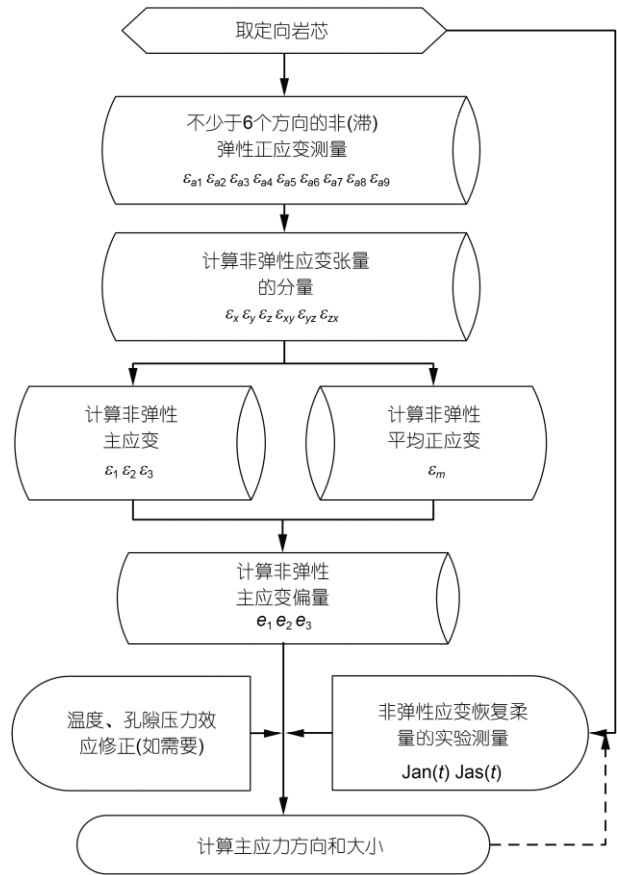 取定向岩芯
不少于6个方向的非(滞)
弹性正应变测量
εa1 εa2 εa3 εa4 εa5 εa6 εa7 εa8 εa9
计算非弹性应变张量
的分量
εx εy εz εxy εyz εzx
计算非弹性
主应变
ε1 ε2 ε3
计算非弹性
平均正应变
εm
计算非弹性
主应变偏量
e1 e2 e3
温度、孔隙压力效
应修正(如需要)
非弹性应变恢复柔
量的实验测量
Jan(t) Jas(t)
计算主应力方向和大小